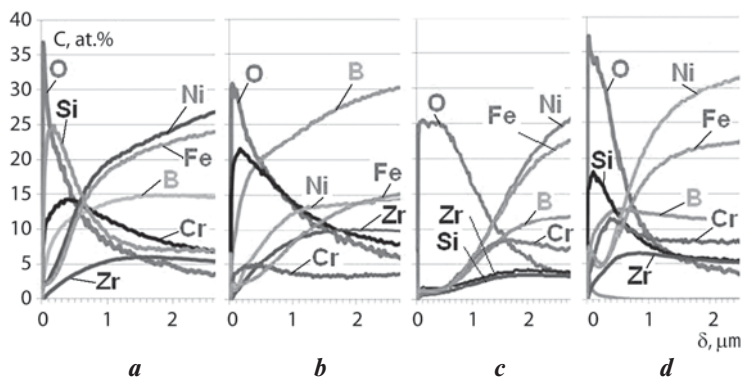 40
35
30
25
20
15
10
5
0
C, at.%
O
Si
Ni
Fe
B
Cr
Zr
0 1 2
a
O
B
Ni
Fe
Zr
Cr
0 1 2
b
O
Ni
Fe
Zr
Si
B
Cr
0 1 2
c
O
Ni
Fe
Si
B
Cr
Zr
0 1 2
δ, μm
d